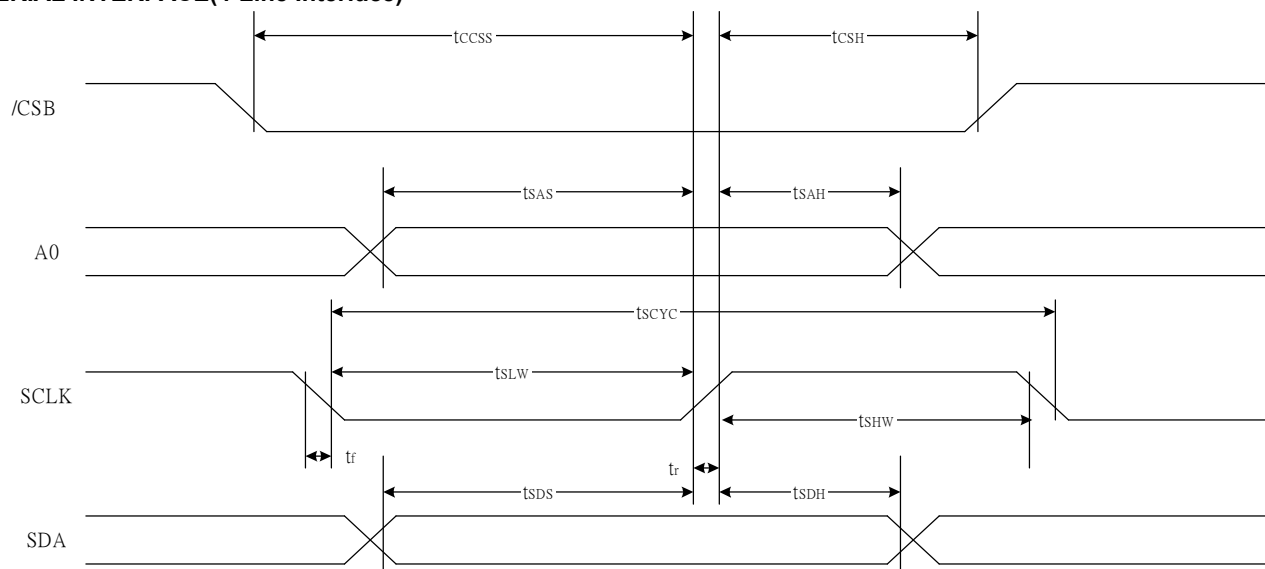 tCCSS
tCSH
/CSB
tSAS
tSAH
A0
tSCYC
tSLW
SCLK
tSHW
tf
tr
tSDS
tSDH
SDA